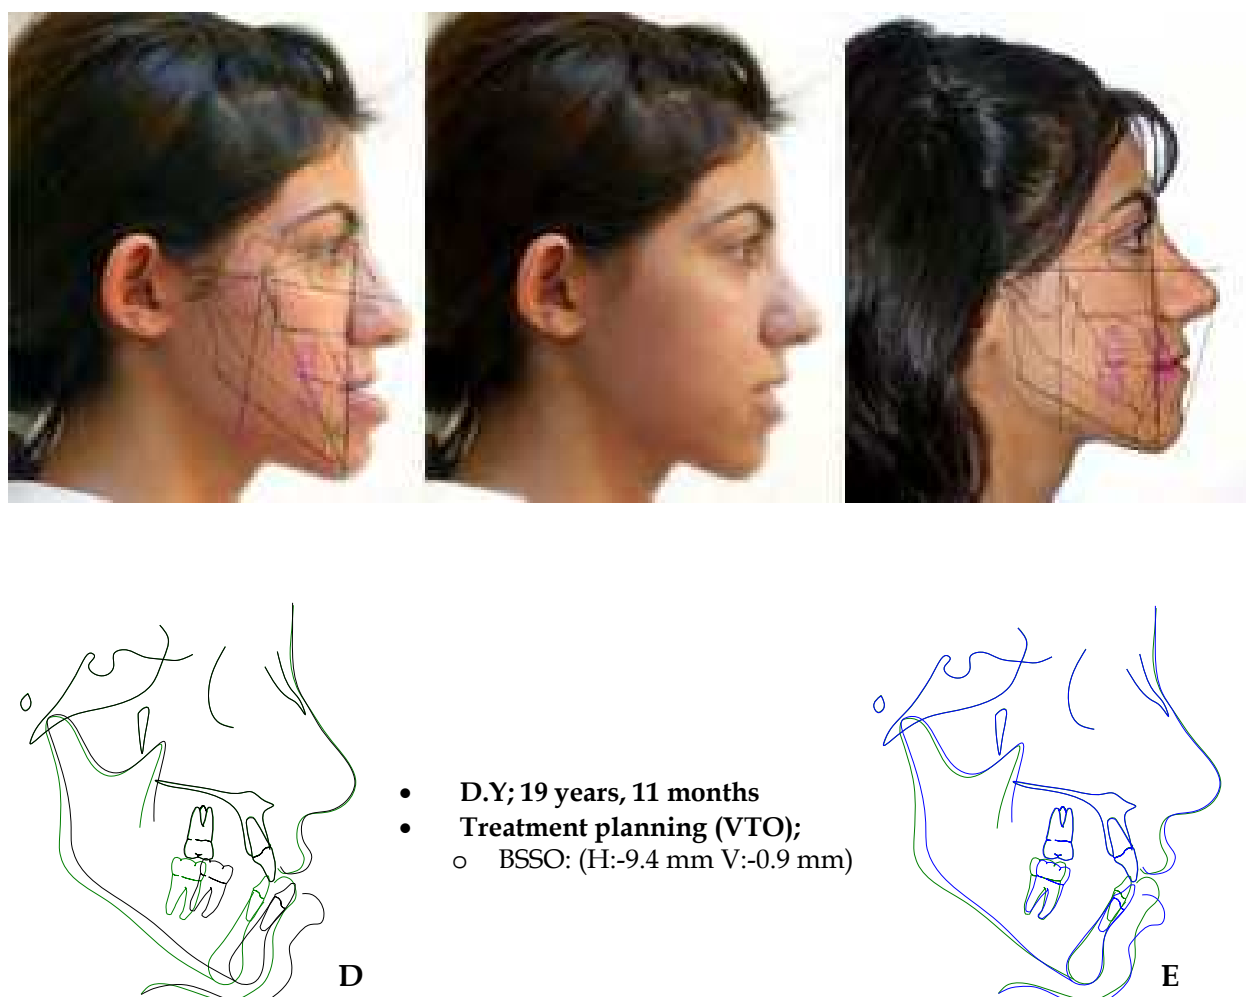 • D.Y; 19 years, 11 months
• Treatment planning (VTO);
o BSSO: (H:-9.4 mm V:-0.9 mm)
D
E